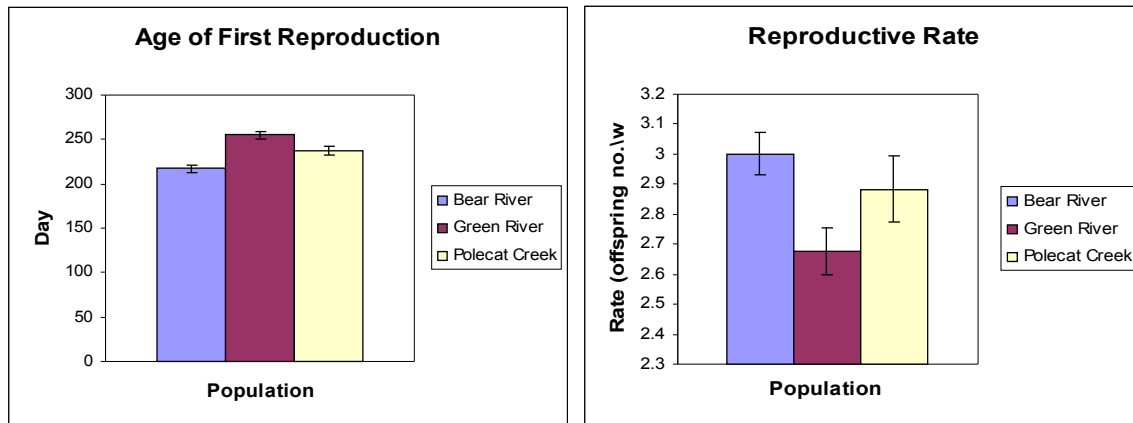 Age of First Reproduction
300
250
200
150
100
50
0
Day
Population
Bear River
Green River
Polecat Creek
Reproductive Rate
3.2
3.1
3
2.9
2.8
2.7
2.6
2.5
2.4
2.3
Rate (offspring no.\w
Population
Bear River
Green River
Polecat Creek